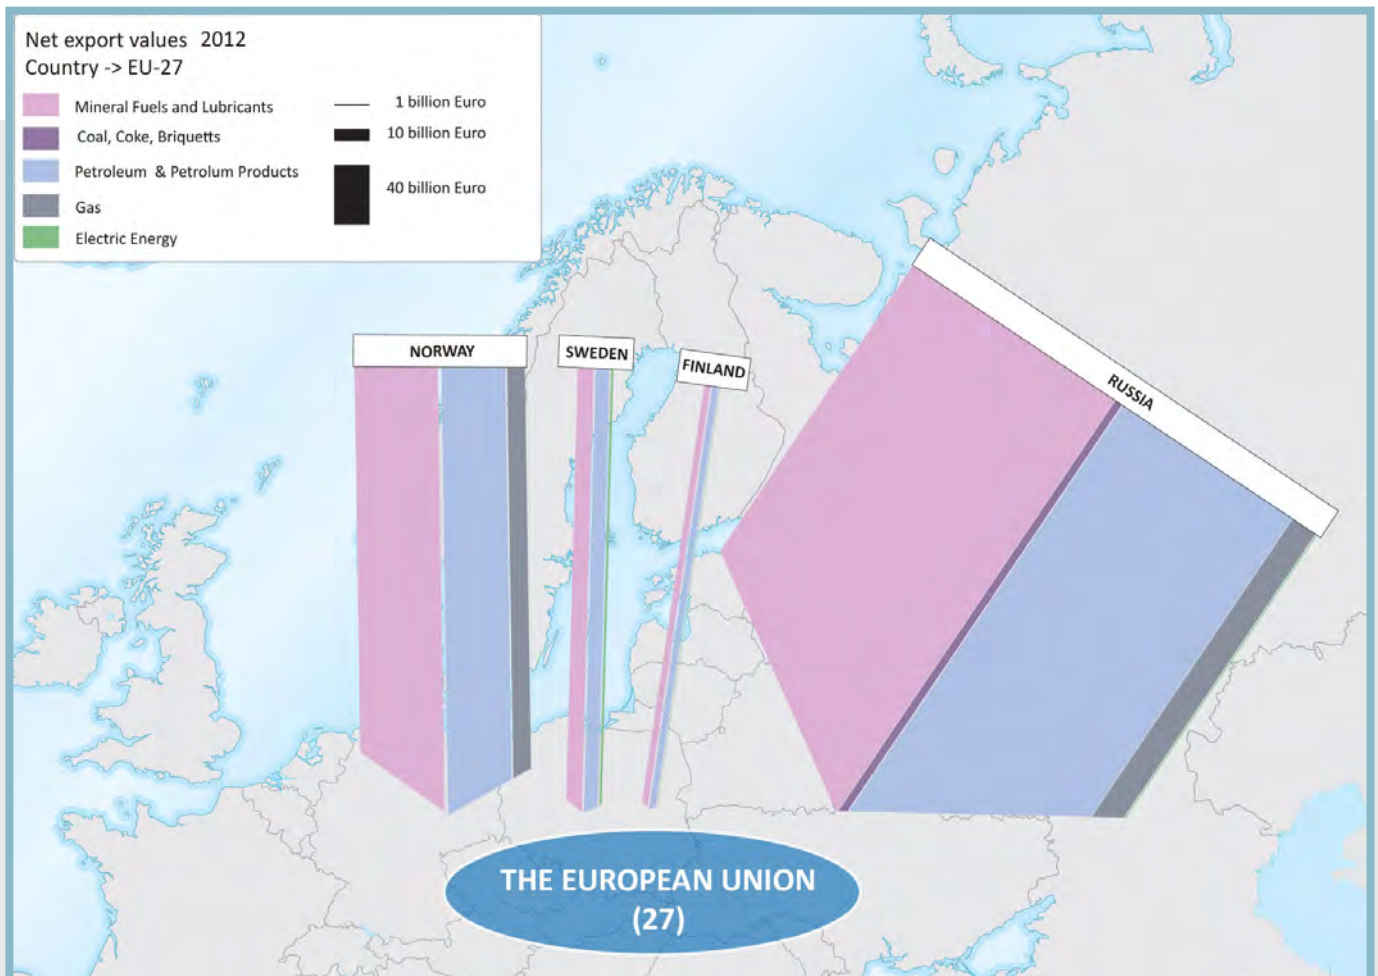 Net export values 2012
Country -> EU-27
Mineral Fuels and Lubricants
Coal, Coke, Briquetts
Petroleum & Petrolum Products
Gas
Electric Energy
1 billion Euro
10 billion Euro
40 billion Euro
NORWAY
SWEDEN
FINLAND
RUSSIA
THE EUROPEAN UNION
(27)